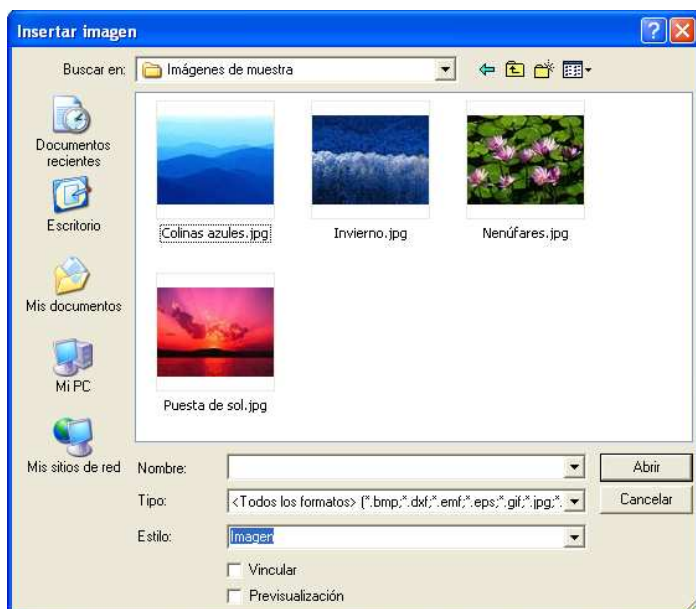 Insertar imagen
Buscar en: Imágenes de muestra
Documentos
recientes
Escritorio
Mis documentos
Mi PC
Mis sitios de red
Colinas azules.jpg Invierno.jpg Nenúfares.jpg
Puesta de sol.jpg
Nombre: Abrir
Tipo: <Todos los formatos> (*.bmp;*.dxf;*.emf;*.eps;*.gif;*.jpg;*. Cancelar
Estilo: Imagen
Vincular
Previsualización